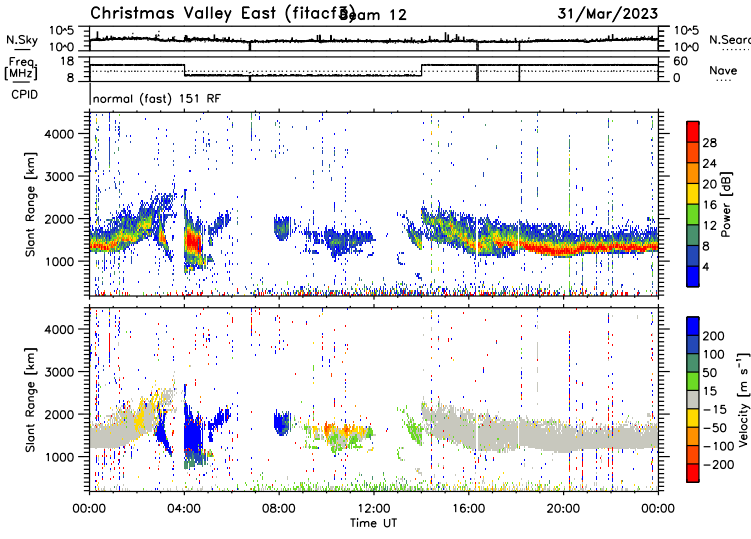 Christmas Valley East (fitacf3) Beam 12 31/Mar/2023
N.Sky 10^5 10^0 10^5 10^0 N.Searc
Freq. [MHz] 18 8 60 0 Nave
CPID normal (fast) 151 RF
Slant Range [km] 4000 3000 2000 1000
28 24 20 16 12 8 4 Power [dB]
Slant Range [km] 4000 3000 2000 1000
200 100 50 15 -15 -50 -100 -200 Velocity [m s⁻¹]
00:00 04:00 08:00 12:00 16:00 20:00 00:00
Time UT